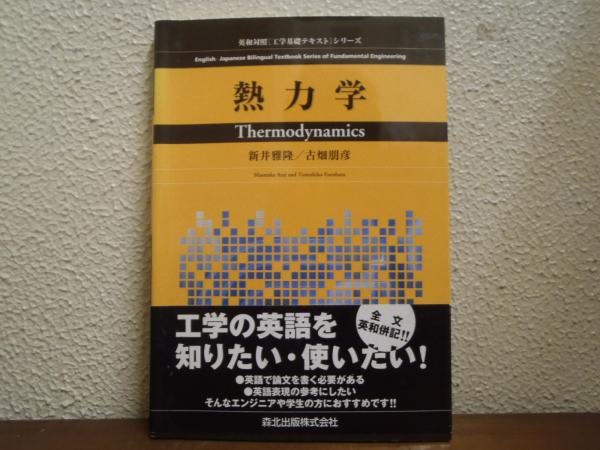 英和対照[工学基礎テキスト]シリーズ
English - Japanese Bilingual Textbook Series of Fundamental Engineering
熱力学
Thermodynamics
新井雅隆／古畑朋彦
Masataka Arai and Tomohiko Furuhata
工学の英語を
知りたい・使いたい!
全文
英和併記!!
●英語で論文を書く必要がある
●英語表現の参考にしたい
そんなエンジニアや学生の方におすすめです!!
森北出版株式会社